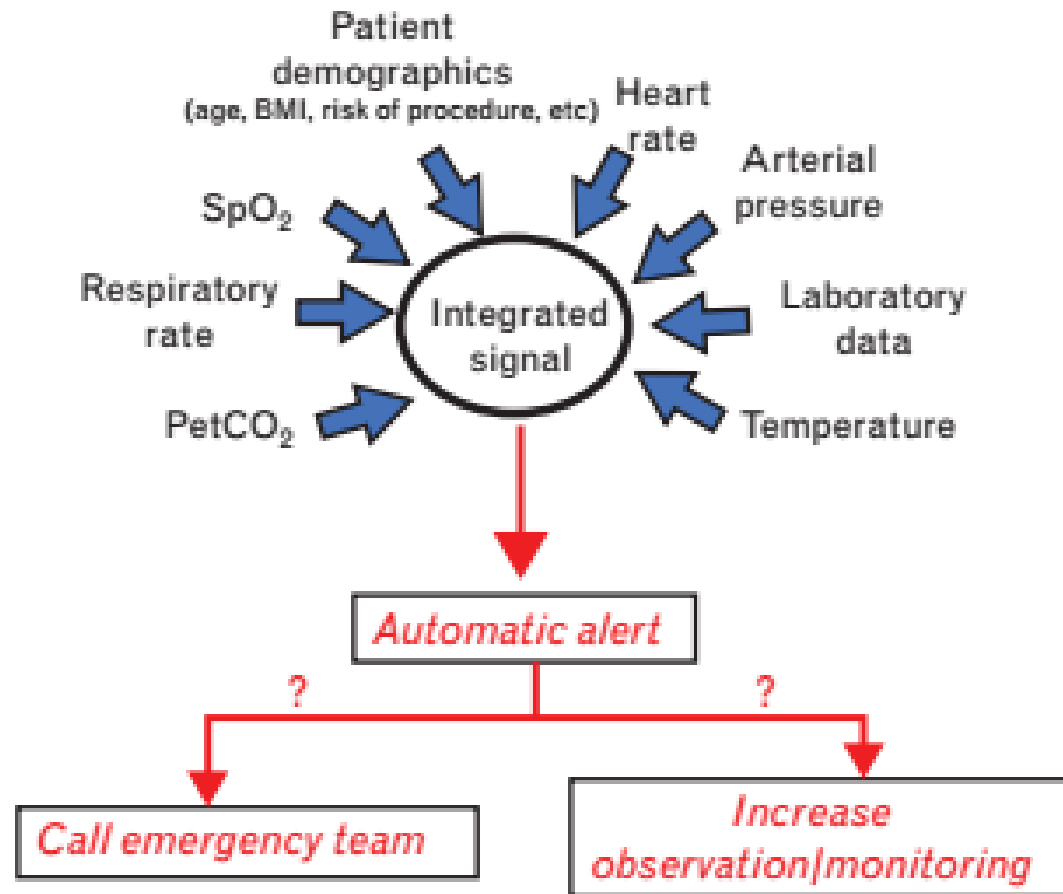 Patient
demographics
(age, BMI, risk of procedure, etc)
Heart
rate
Arterial
pressure
SpO₂
Respiratory
rate
Integrated
signal
Laboratory
data
PetCO₂
Temperature
Automatic alert
?
?
Call emergency team
Increase
observation|monitoring